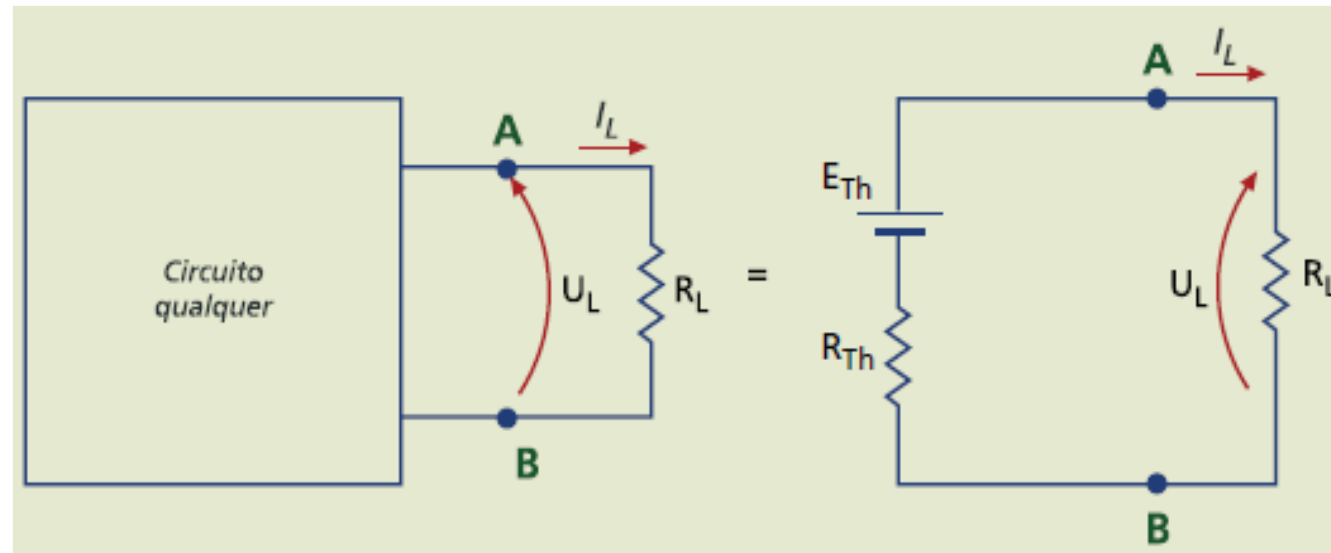 A
I_L
Circuito
qualquer
U_L
R_L
B
=
A
I_L
E_Th
R_Th
U_L
R_L
B